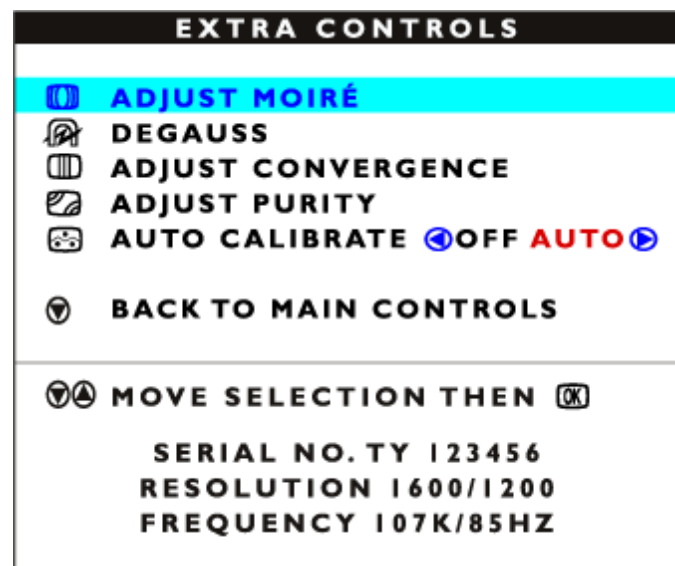 EXTRA CONTROLS
ADJUST MOIRÉ
DEGAUSS
ADJUST CONVERGENCE
ADJUST PURITY
AUTO CALIBRATE OFF AUTO
BACK TO MAIN CONTROLS
MOVE SELECTION THEN OK
SERIAL NO. TY 123456
RESOLUTION 1600/1200
FREQUENCY 107K/85HZ